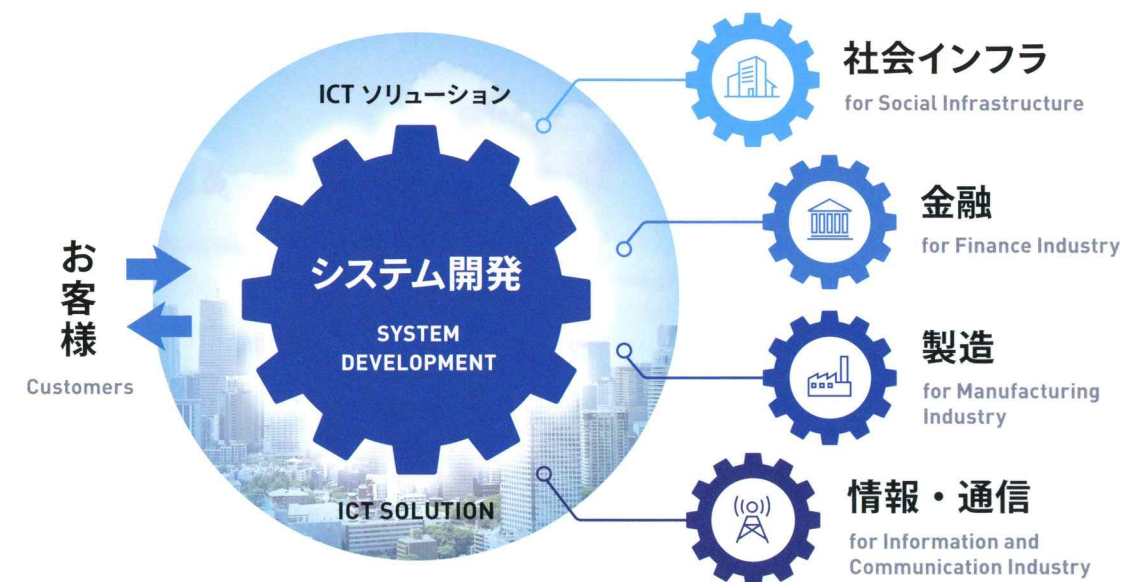 お客様
Customers
ICT ソリューション
システム開発
SYSTEM
DEVELOPMENT
ICT SOLUTION
社会インフラ
for Social Infrastructure
金融
for Finance Industry
製造
for Manufacturing
Industry
情報・通信
for Information and
Communication Industry